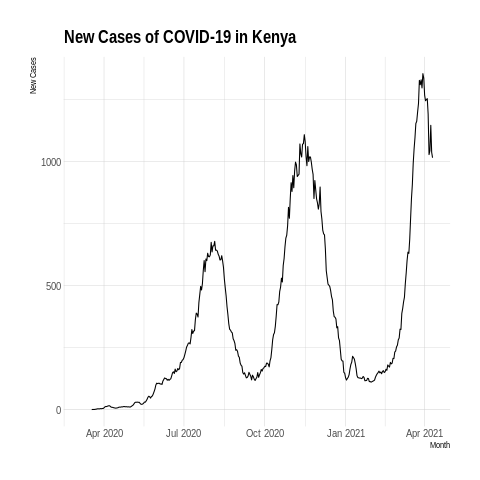 New Cases of COVID-19 in Kenya
New Cases
1000
500
0
Apr 2020 Jul 2020 Oct 2020 Jan 2021 Apr 2021
Month